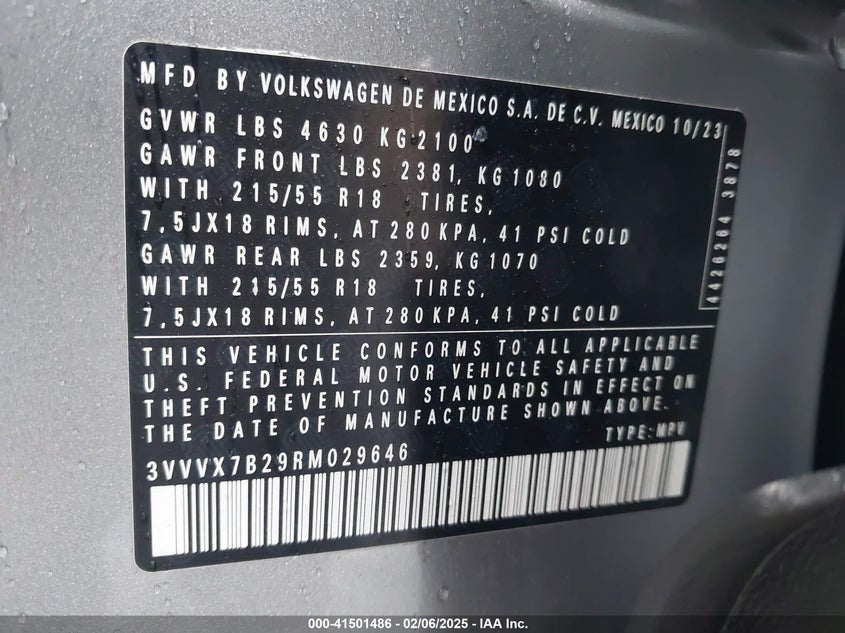 MFD BY VOLKSWAGEN DE MEXICO S.A. DE C.V. MEXICO 10/23
GVWR LBS 4630 KG 2100
GAWR FRONT LBS 2381, KG 1080
WITH 215/55 R18 TIRES,
7,5JX18 RIMS, AT 280 KPA, 41 PSI COLD
GAWR REAR LBS 2359, KG 1070
WITH 215/55 R18 TIRES,
7,5JX18 RIMS, AT 280 KPA, 41 PSI COLD
4426264 3878
THIS VEHICLE CONFORMS TO ALL APPLICABLE
U.S. FEDERAL MOTOR VEHICLE SAFETY AND
THEFT PREVENTION STANDARDS IN EFFECT ON
THE DATE OF MANUFACTURE SHOWN ABOVE.
TYPE: MPV
3VVVX7B29RM029646
000-41501486 - 02/06/2025 - IAA Inc.